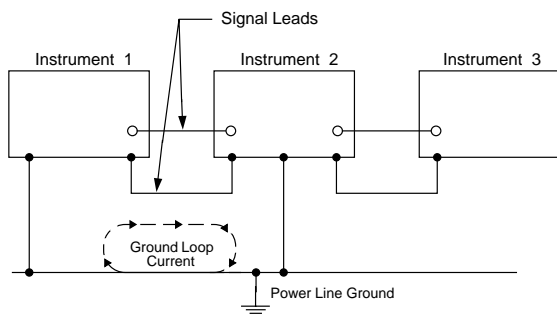 Signal Leads
Instrument 1
Instrument 2
Instrument 3
Ground Loop
Current
Power Line Ground